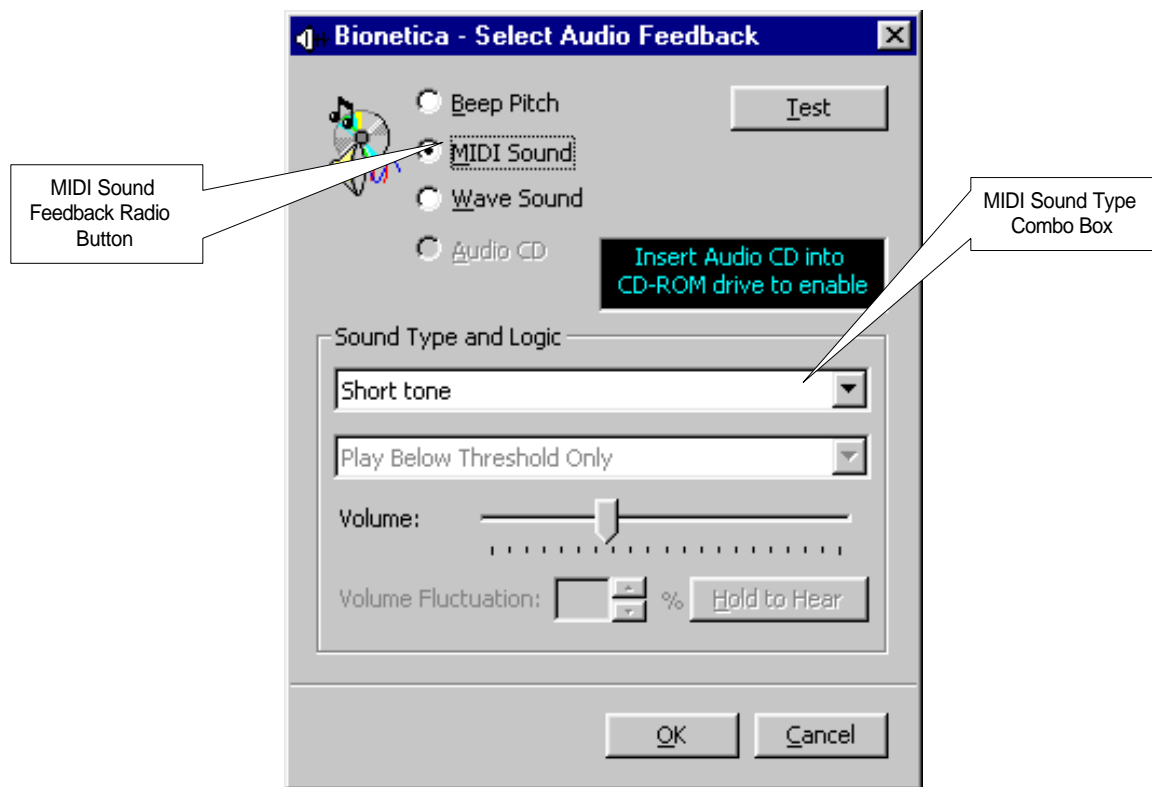 Bionetica - Select Audio Feedback
Beep Pitch
Test
MIDI Sound
MIDI Sound
Feedback Radio
Button
Wave Sound
MIDI Sound Type
Combo Box
Audio CD
Insert Audio CD into
CD-ROM drive to enable
Sound Type and Logic
Short tone
Play Below Threshold Only
Volume:
Volume Fluctuation:
%
Hold to Hear
OK
Cancel